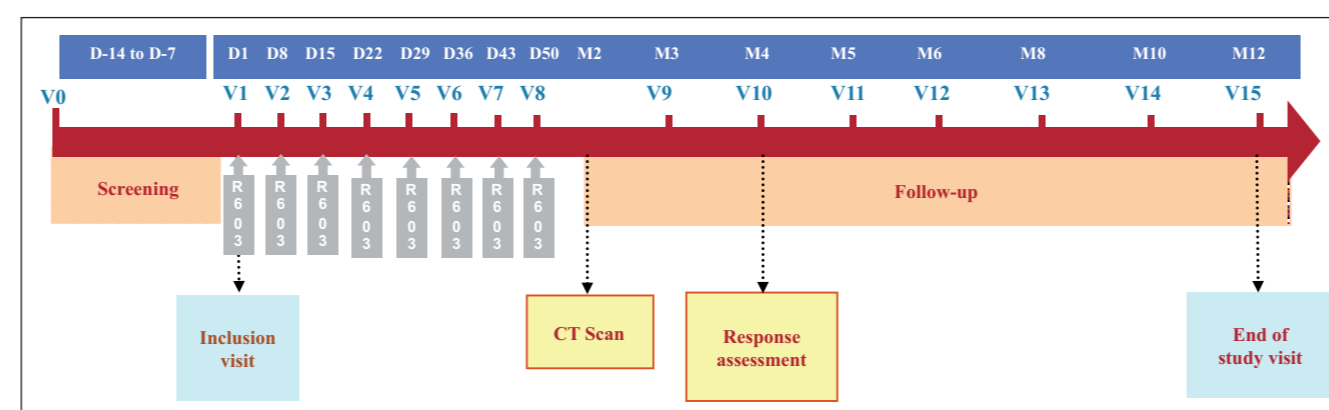 D-14 to D-7 D1 D8 D15 D22 D29 D36 D43 D50 M2 M3 M4 M5 M6 M8 M10 M12
V0 V1 V2 V3 V4 V5 V6 V7 V8 V9 V10 V11 V12 V13 V14 V15
Screening
R603 R603 R603 R603 R603 R603 R603 R603
Follow-up
Inclusion
visit
CT Scan
Response
assessment
End of
study visit